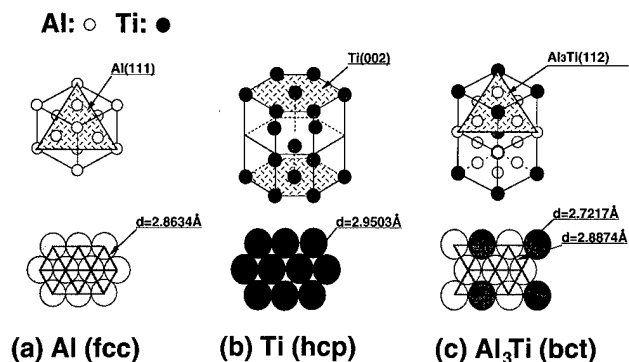 Al: Ti:
Al(111)
Ti(002)
Al₃Ti(112)
d=2.8634Å
d=2.9503Å
d=2.7217Å
d=2.8874Å
(a) Al (fcc) (b) Ti (hcp) (c) Al₃Ti (bct)